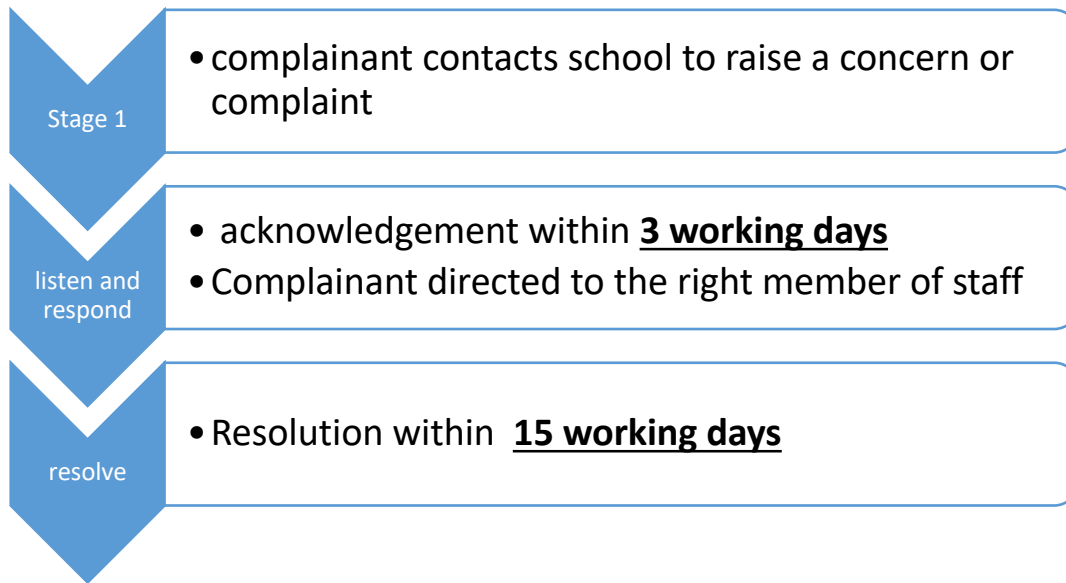 Stage 1
• complainant contacts school to raise a concern or
complaint
listen and
respond
• acknowledgement within 3 working days
• Complainant directed to the right member of staff
resolve
• Resolution within 15 working days